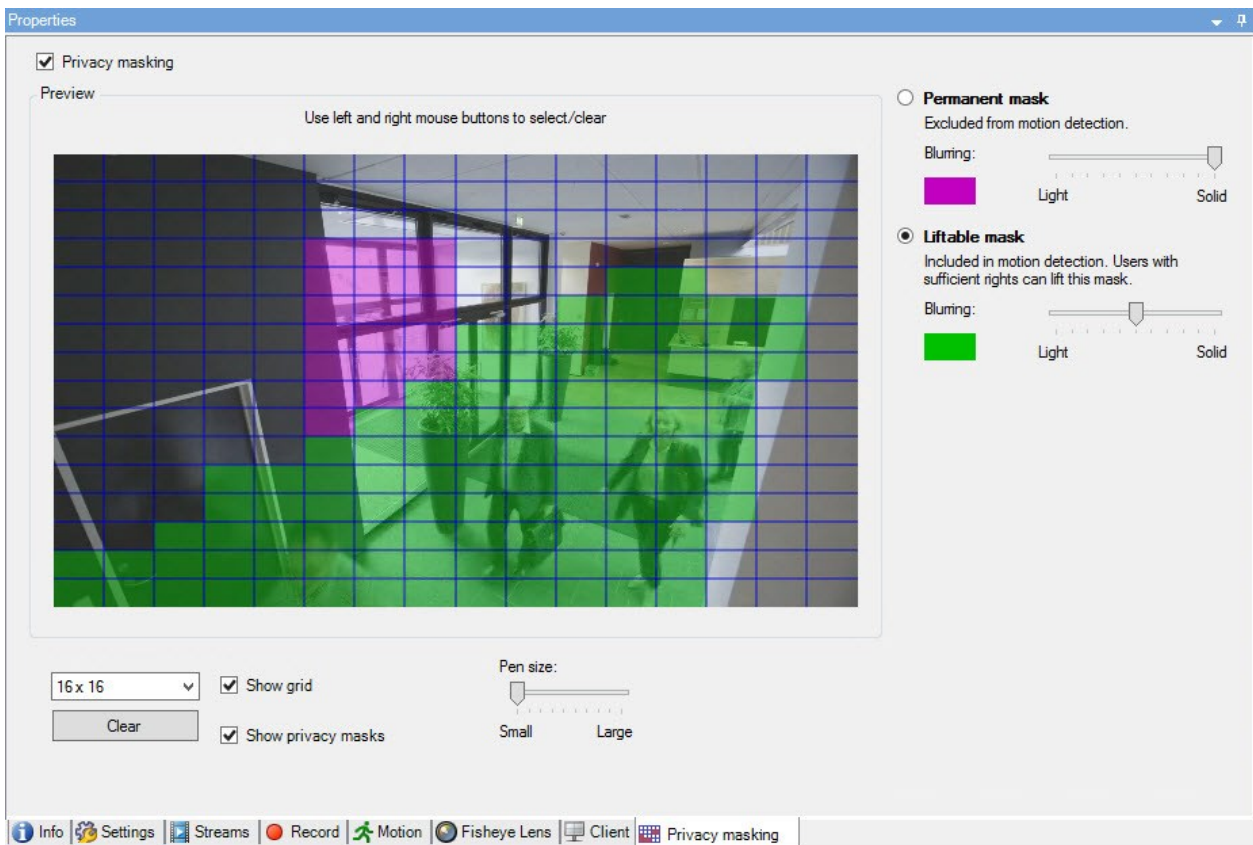 Properties
Privacy masking
Preview
Use left and right mouse buttons to select/clear
Permanent mask
Excluded from motion detection.
Blurring:
Light Solid
Liftable mask
Included in motion detection. Users with
sufficient rights can lift this mask.
Blurring:
Light Solid
16 x 16
Show grid
Clear
Show privacy masks
Pen size:
Small Large
Info Settings Streams Record Motion Fisheye Lens Client Privacy masking